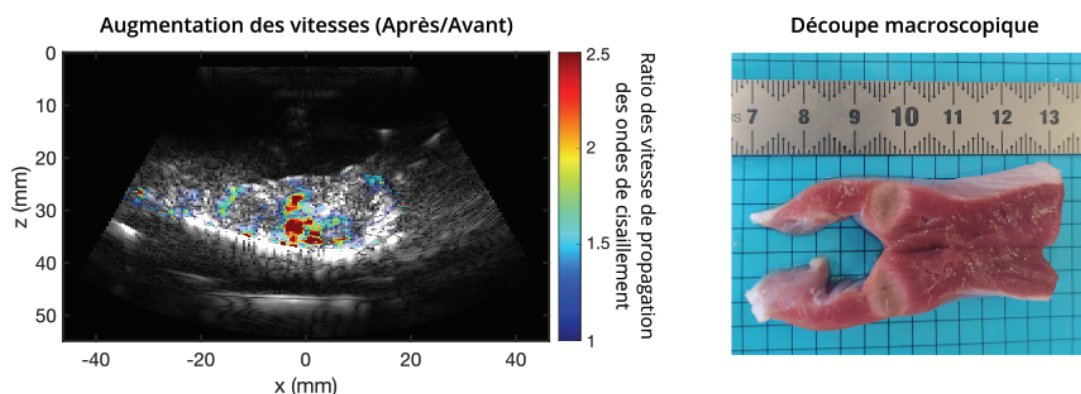 Augmentation des vitesses (Après/Avant)
Découpe macroscopique
0
10
20
30
40
50
z (mm)
-40
-20
0
20
40
x (mm)
2.5
2
1.5
1
Ratio des vitesse de propagation
des ondes de cisaillement
7 8 9 10 11 12 13